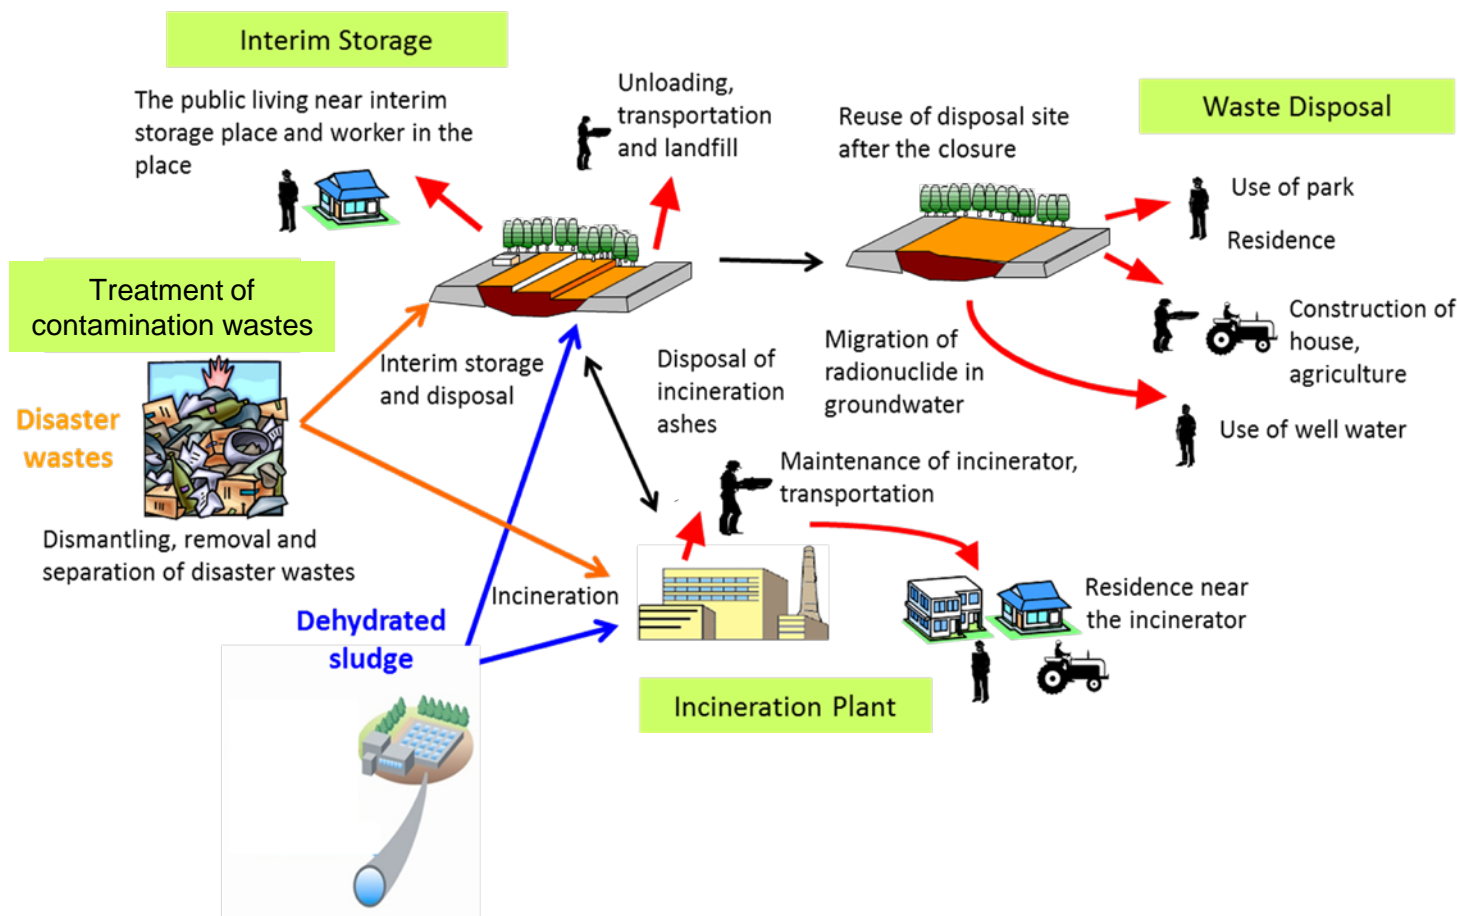 Interim Storage
The public living near interim
storage place and worker in the
place
Unloading,
transportation
and landfill
Reuse of disposal site
after the closure
Waste Disposal
Use of park
Residence
Treatment of
contamination wastes
Construction of
house,
agriculture
Interim storage
and disposal
Disposal of
incineration
ashes
Migration of
radionuclide in
groundwater
Use of well water
Disaster
wastes
Maintenance of incinerator,
transportation
Dismantling, removal and
separation of disaster wastes
Incineration
Residence near
the incinerator
Dehydrated
sludge
Incineration Plant